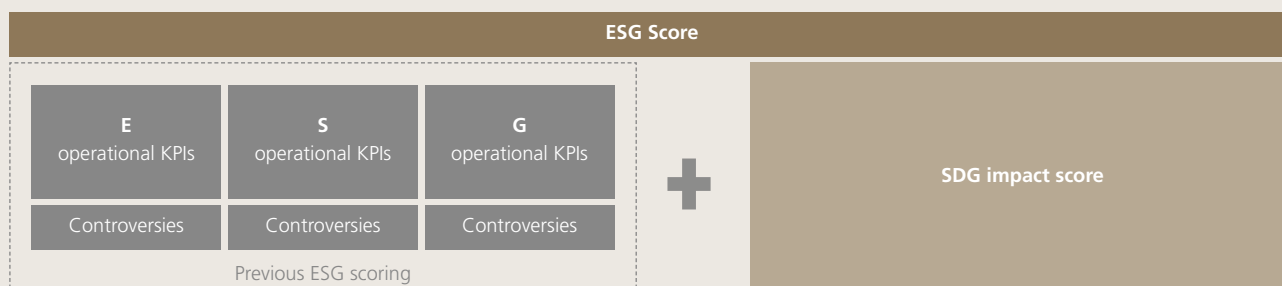 ESG Score
E
operational KPIs
S
operational KPIs
G
operational KPIs
Controversies
Controversies
Controversies
Previous ESG scoring
SDG impact score